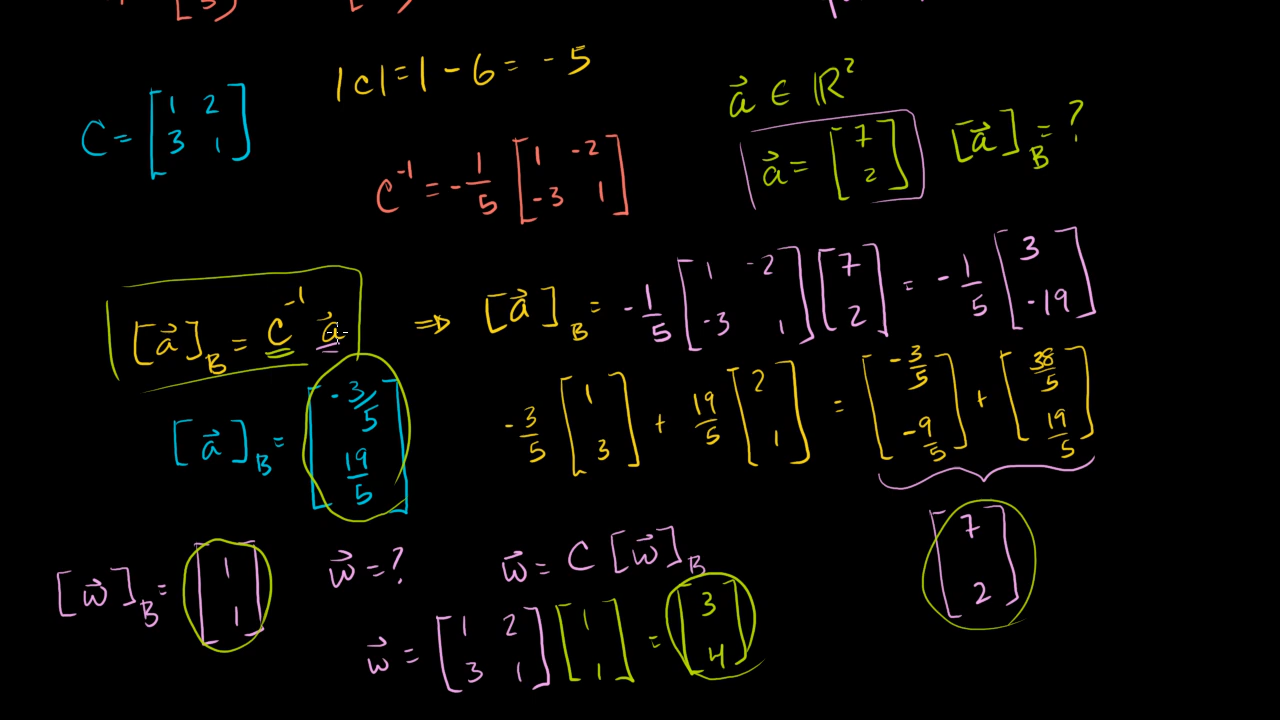 |C| = 1 - 6 = -5
C = [1 2; 3 1]
C⁻¹ = -1/5 [1 -2; -3 1]
a⃗ ∈ ℝ²
a⃗ = [7; 2] [a⃗]_B = ?
[a⃗]_B = C⁻¹ a⃗ ⇒ [a⃗]_B = -1/5 [1 -2; -3 1] [7; 2] = -1/5 [3; -19]
[a⃗]_B = [-3/5; 19/5]
-3/5 [1; 3] + 19/5 [2; 1] = [-3/5; -9/5] + [38/5; 19/5]
[7; 2]
[w⃗]_B = [1; 1] w⃗ = ? w⃗ = C [w⃗]_B
w⃗ = [1 2; 3 1] [1; 1] = [3; 4]